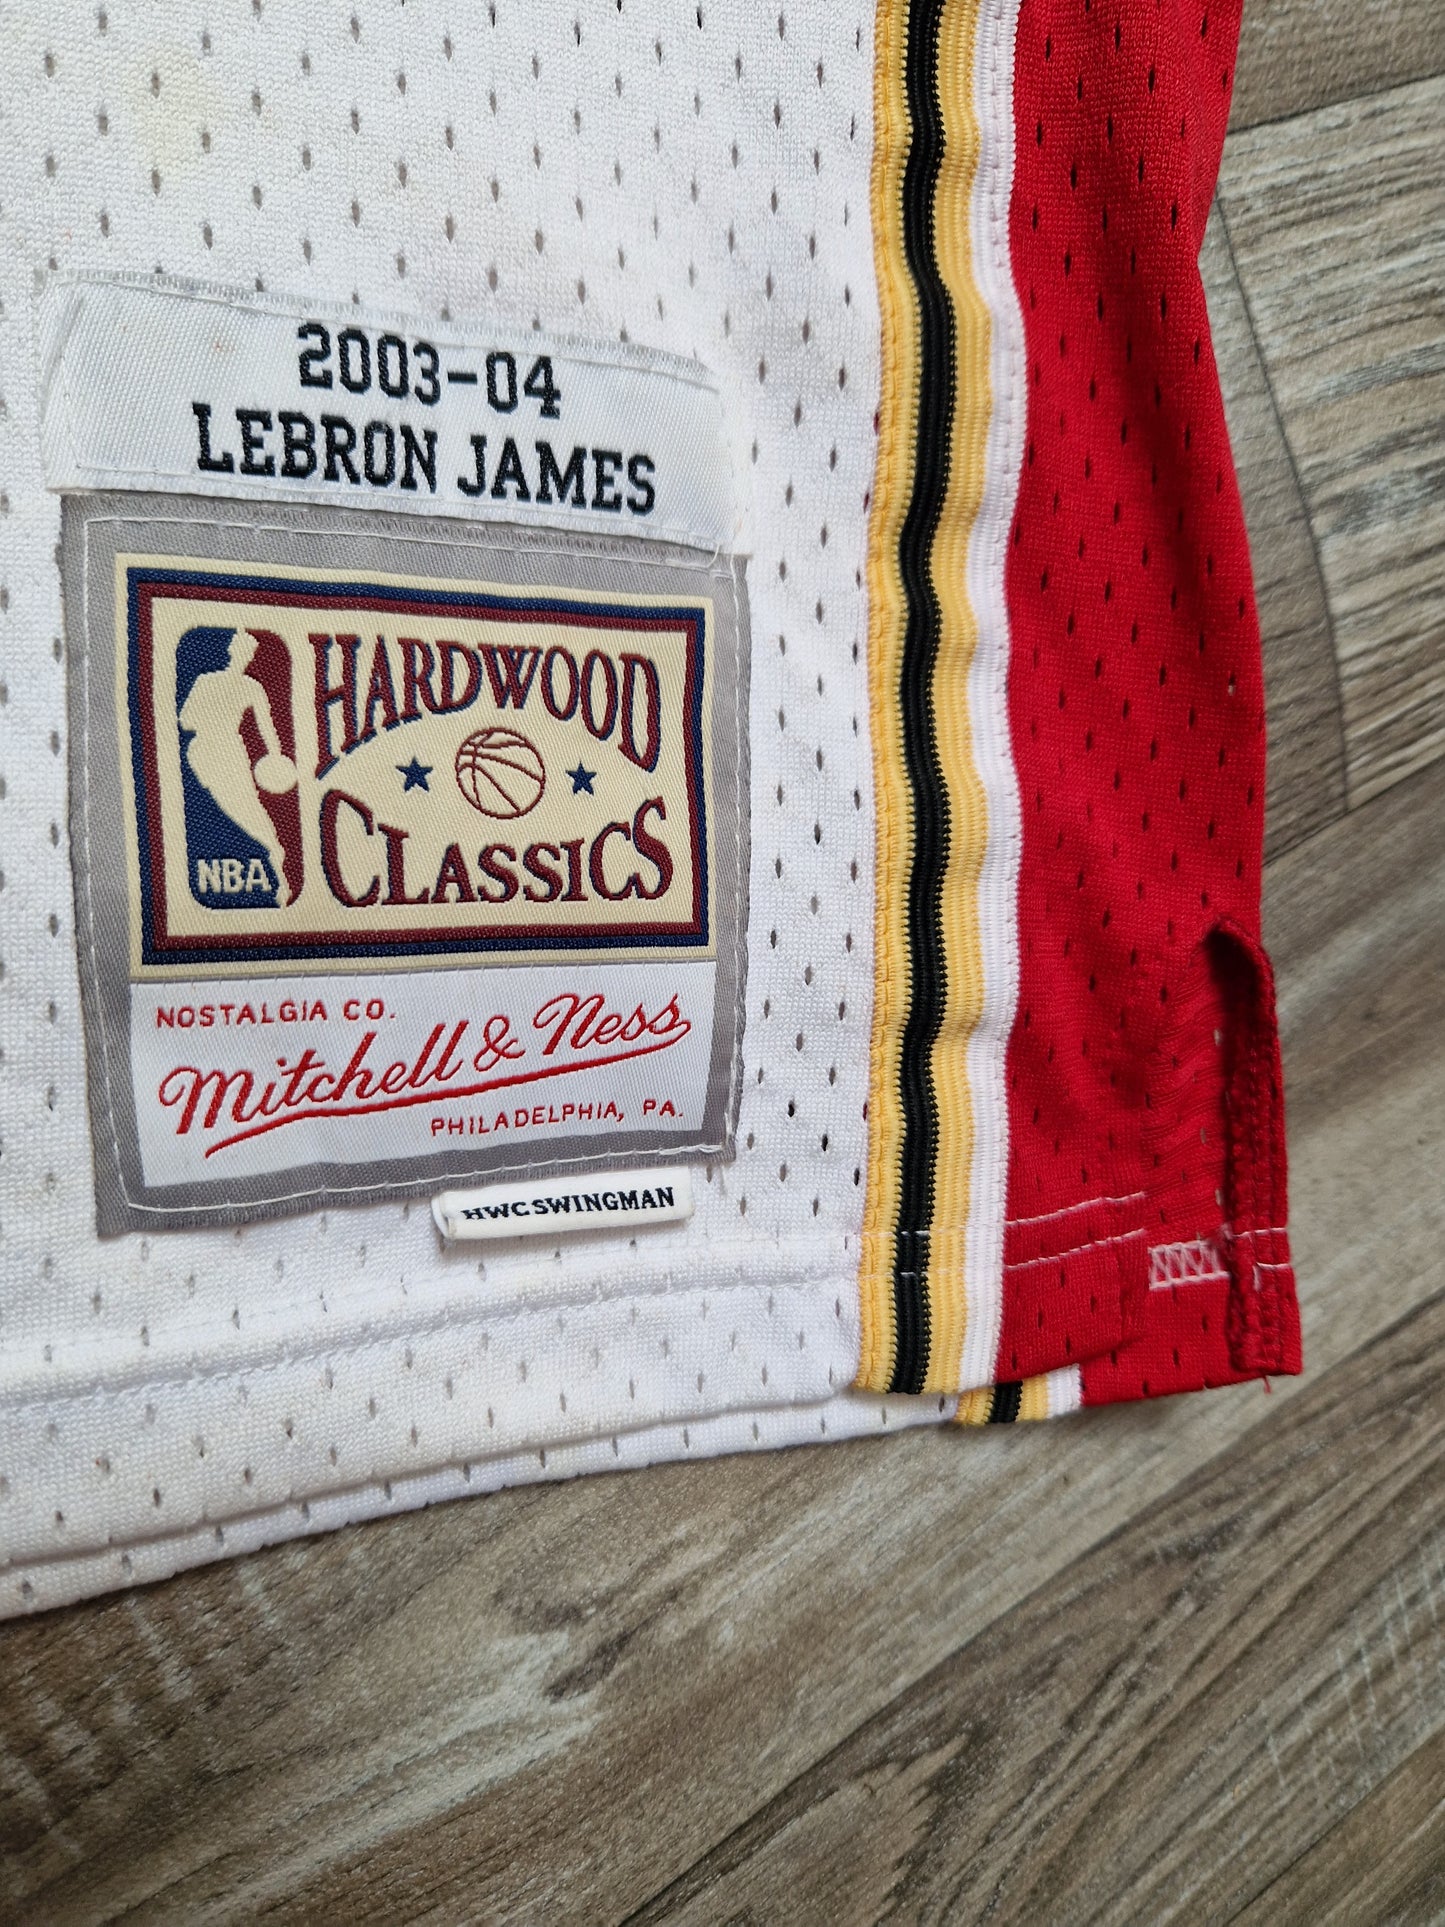 2003-04
LEBRON JAMES
HARDWOOD
CLASSICS
NBA
NOSTALGIA CO.
Mitchell & Ness
PHILADELPHIA, PA.
HWC SWINGMAN